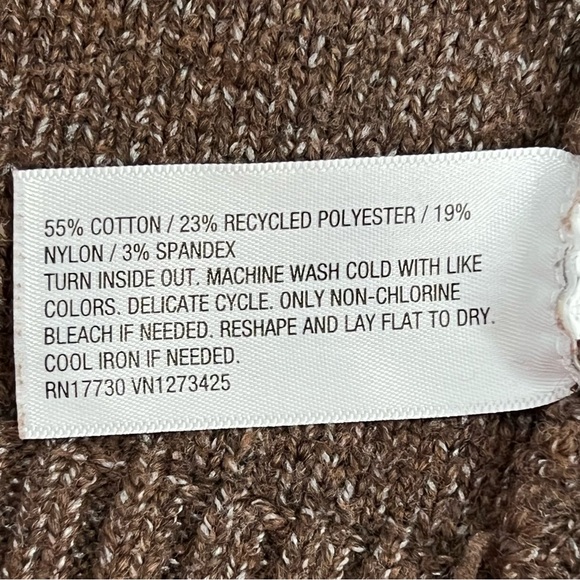 55% COTTON / 23% RECYCLED POLYESTER / 19%
NYLON / 3% SPANDEX
TURN INSIDE OUT. MACHINE WASH COLD WITH LIKE
COLORS. DELICATE CYCLE. ONLY NON-CHLORINE
BLEACH IF NEEDED. RESHAPE AND LAY FLAT TO DRY.
COOL IRON IF NEEDED.
RN17730 VN1273425